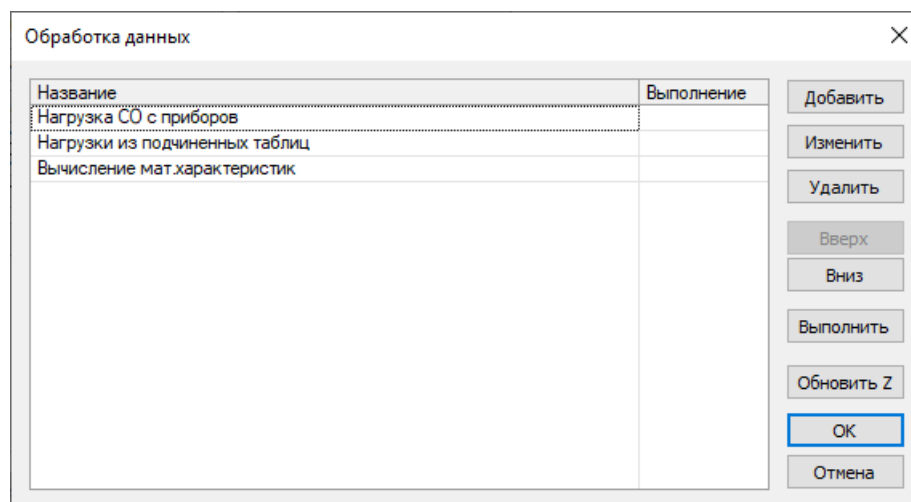 Обработка данных
Название Выполнение
Нагрузка СО с приборов
Нагрузки из подчиненных таблиц
Вычисление мат.характеристик
Добавить
Изменить
Удалить
Вверх
Вниз
Выполнить
Обновить Z
ОК
Отмена